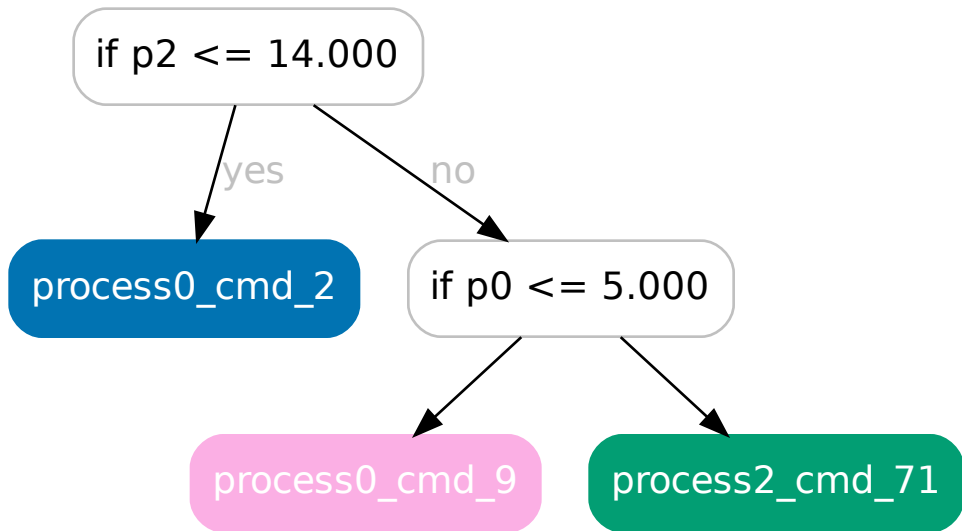 if p2 <= 14.000
yes
no
process0_cmd_2
if p0 <= 5.000
process0_cmd_9
process2_cmd_71